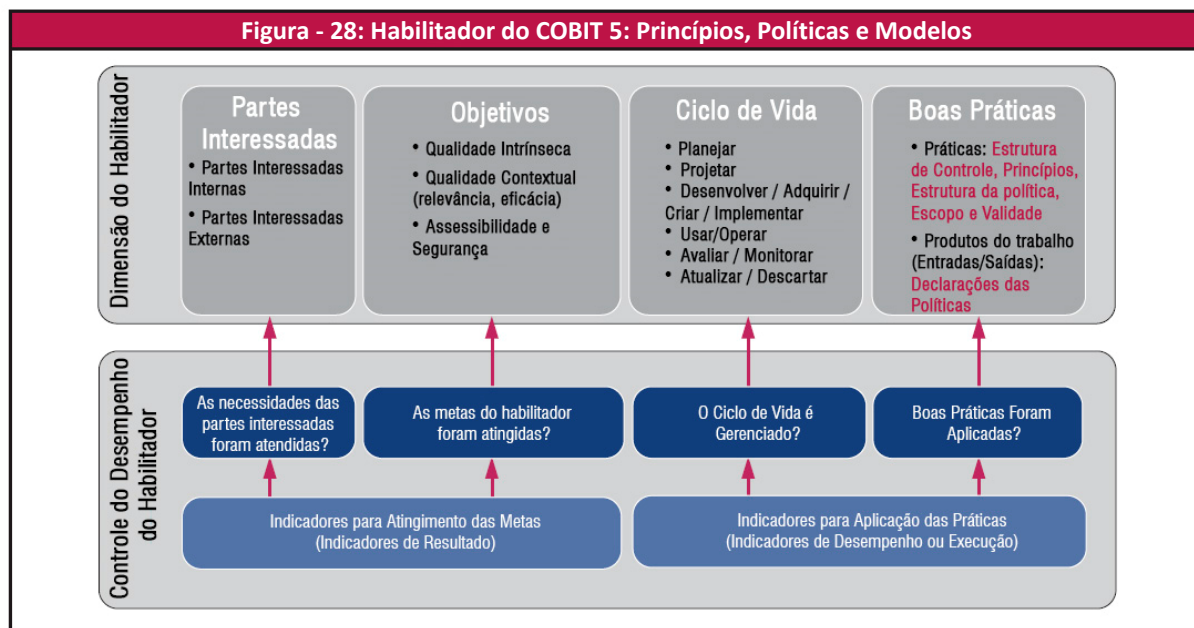 Figura - 28: Habilitador do COBIT 5: Princípios, Políticas e Modelos
Dimensão do Habilitador
Partes
Interessadas
• Partes Interessadas
Internas
• Partes Interessadas
Externas
Objetivos
• Qualidade Intrínseca
• Qualidade Contextual
(relevância, eficácia)
• Assessibilidade e
Segurança
Ciclo de Vida
• Planejar
• Projetar
• Desenvolver / Adquirir /
Criar / Implementar
• Usar/Operar
• Avaliar / Monitorar
• Atualizar / Descartar
Boas Práticas
• Práticas: Estrutura
de Controle, Princípios,
Estrutura da política,
Escopo e Validade
• Produtos do trabalho
(Entradas/Saídas):
Declarações das
Políticas
Controle do Desempenho
do Habilitador
As necessidades das
partes interessadas
foram atendidas?
As metas do habilitador
foram atingidas?
O Ciclo de Vida é
Gerenciado?
Boas Práticas Foram
Aplicadas?
Indicadores para Atingimento das Metas
(Indicadores de Resultado)
Indicadores para Aplicação das Práticas
(Indicadores de Desempenho ou Execução)